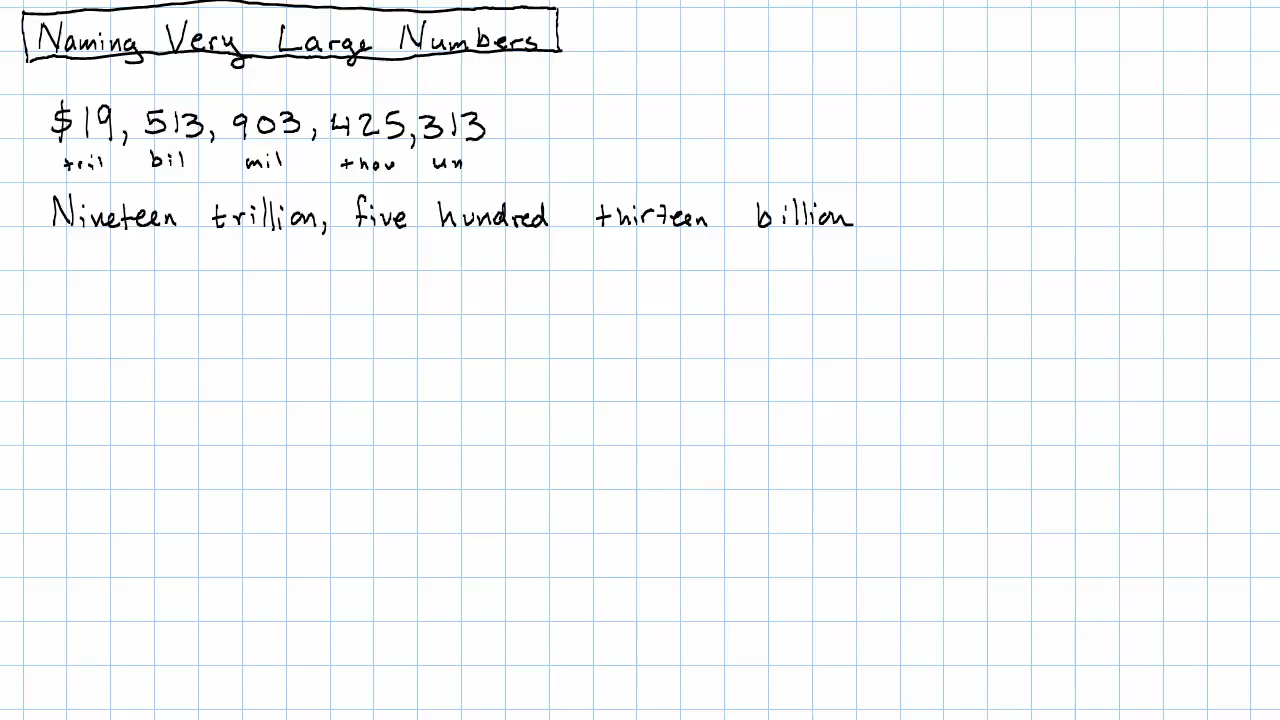 Naming Very Large Numbers
$19, 513, 903, 425, 313
tril bil mil thou un
Nineteen trillion, five hundred thirteen billion